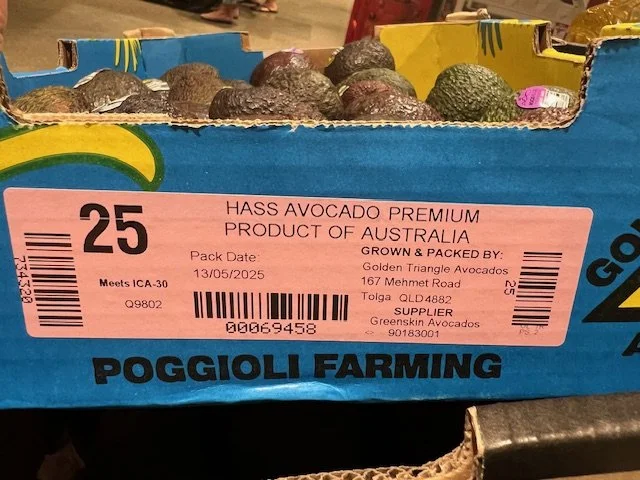 25
HASS AVOCADO PREMIUM
PRODUCT OF AUSTRALIA
Pack Date:
13/05/2025
GROWN & PACKED BY:
Golden Triangle Avocados
167 Mehmet Road
Tolga QLD4882
SUPPLIER
Greenskin Avocados
90183001
Meets ICA-30
Q9802
00069458
25
POGGIOLI FARMING
GO